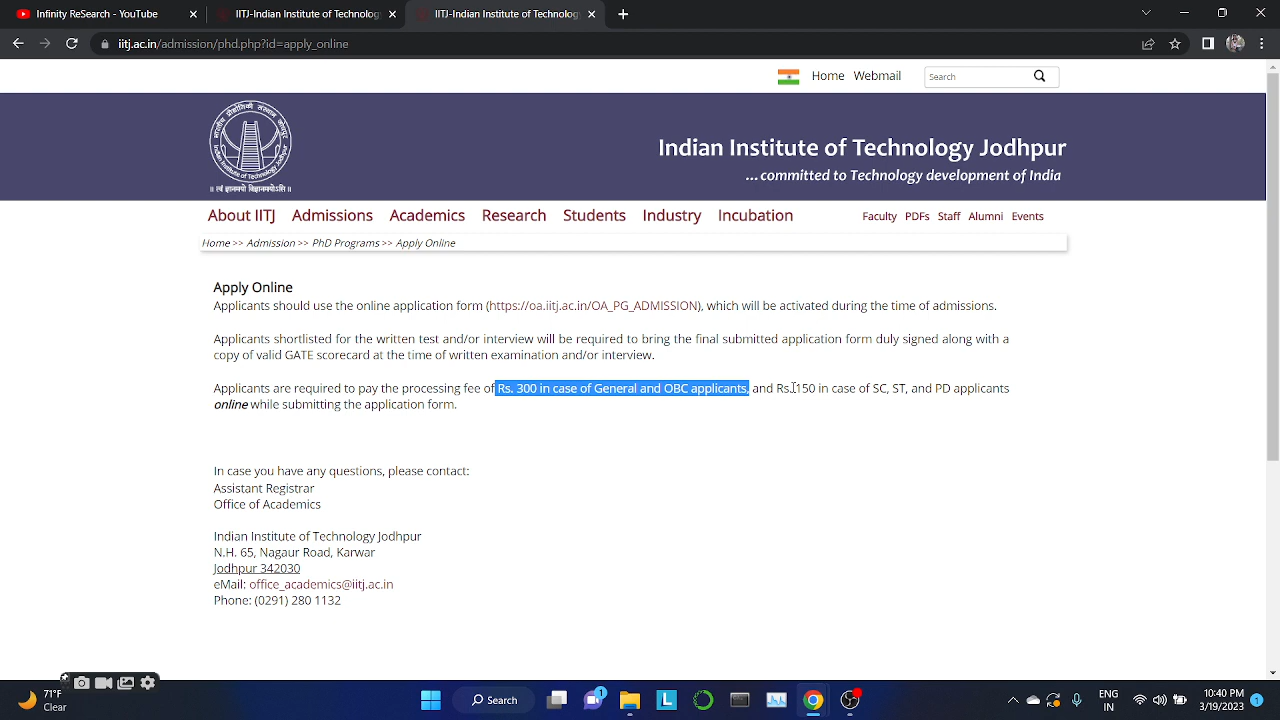 Infinity ReSearch - YouTube
IITJ-Indian Institute of Technolog
IITJ-Indian Institute of Technolog
iitj.ac.in/admission/phd.php?id=apply_online
Home Webmail Search
Indian Institute of Technology Jodhpur
...committed to Technology development of India
॥ त्वं ज्ञानमयो विज्ञानमयोऽसि ॥
About IITJ Admissions Academics Research Students Industry Incubation Faculty PDFs Staff Alumni Events
Home >> Admission >> PhD Programs >> Apply Online
Apply Online
Applicants should use the online application form (https://oa.iitj.ac.in/OA_PG_ADMISSION), which will be activated during the time of admissions.
Applicants shortlisted for the written test and/or interview will be required to bring the final submitted application form duly signed along with a
copy of valid GATE scorecard at the time of written examination and/or interview.
Applicants are required to pay the processing fee of Rs. 300 in case of General and OBC applicants, and Rs. 150 in case of SC, ST, and PD applicants
online while submitting the application form.
In case you have any questions, please contact:
Assistant Registrar
Office of Academics
Indian Institute of Technology Jodhpur
N.H. 65, Nagaur Road, Karwar
Jodhpur 342030
eMail: office_academics@iitj.ac.in
Phone: (0291) 280 1132
77°F
Clear
Search
1
L
ENG
IN
10:40 PM
3/19/2023
1